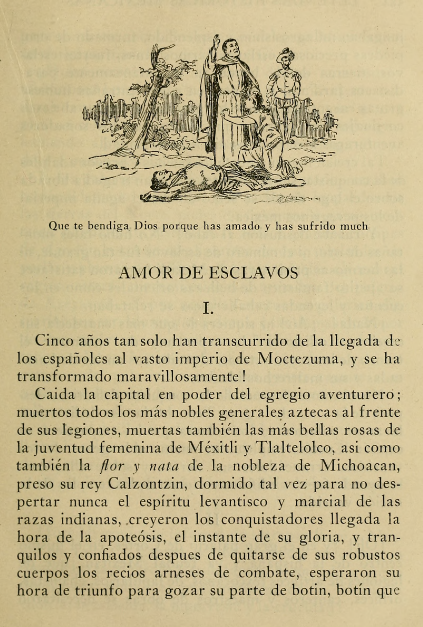 Que te bendiga Dios porque has amado y has sufrido much
AMOR DE ESCLAVOS
I.
Cinco años tan solo han transcurrido de la llegada de
los españoles al vasto imperio de Moctezuma, y se ha
transformado maravillosamente!
Caida la capital en poder del egregio aventurero;
muertos todos los más nobles generales aztecas al frente
de sus legiones, muertas también las más bellas rosas de
la juventud femenina de Méxitli y Tlaltelolco, asi como
también la flor y nata de la nobleza de Michoacan,
preso su rey Calzontzin, dormido tal vez para no des-
pertar nunca el espíritu levantisco y marcial de las
razas indianas, creyeron los conquistadores llegada la
hora de la apoteósis, el instante de su gloria, y tran-
quilos y confiados despues de quitarse de sus robustos
cuerpos los recios arneses de combate, esperaron su
hora de triunfo para gozar su parte de botin, botín que